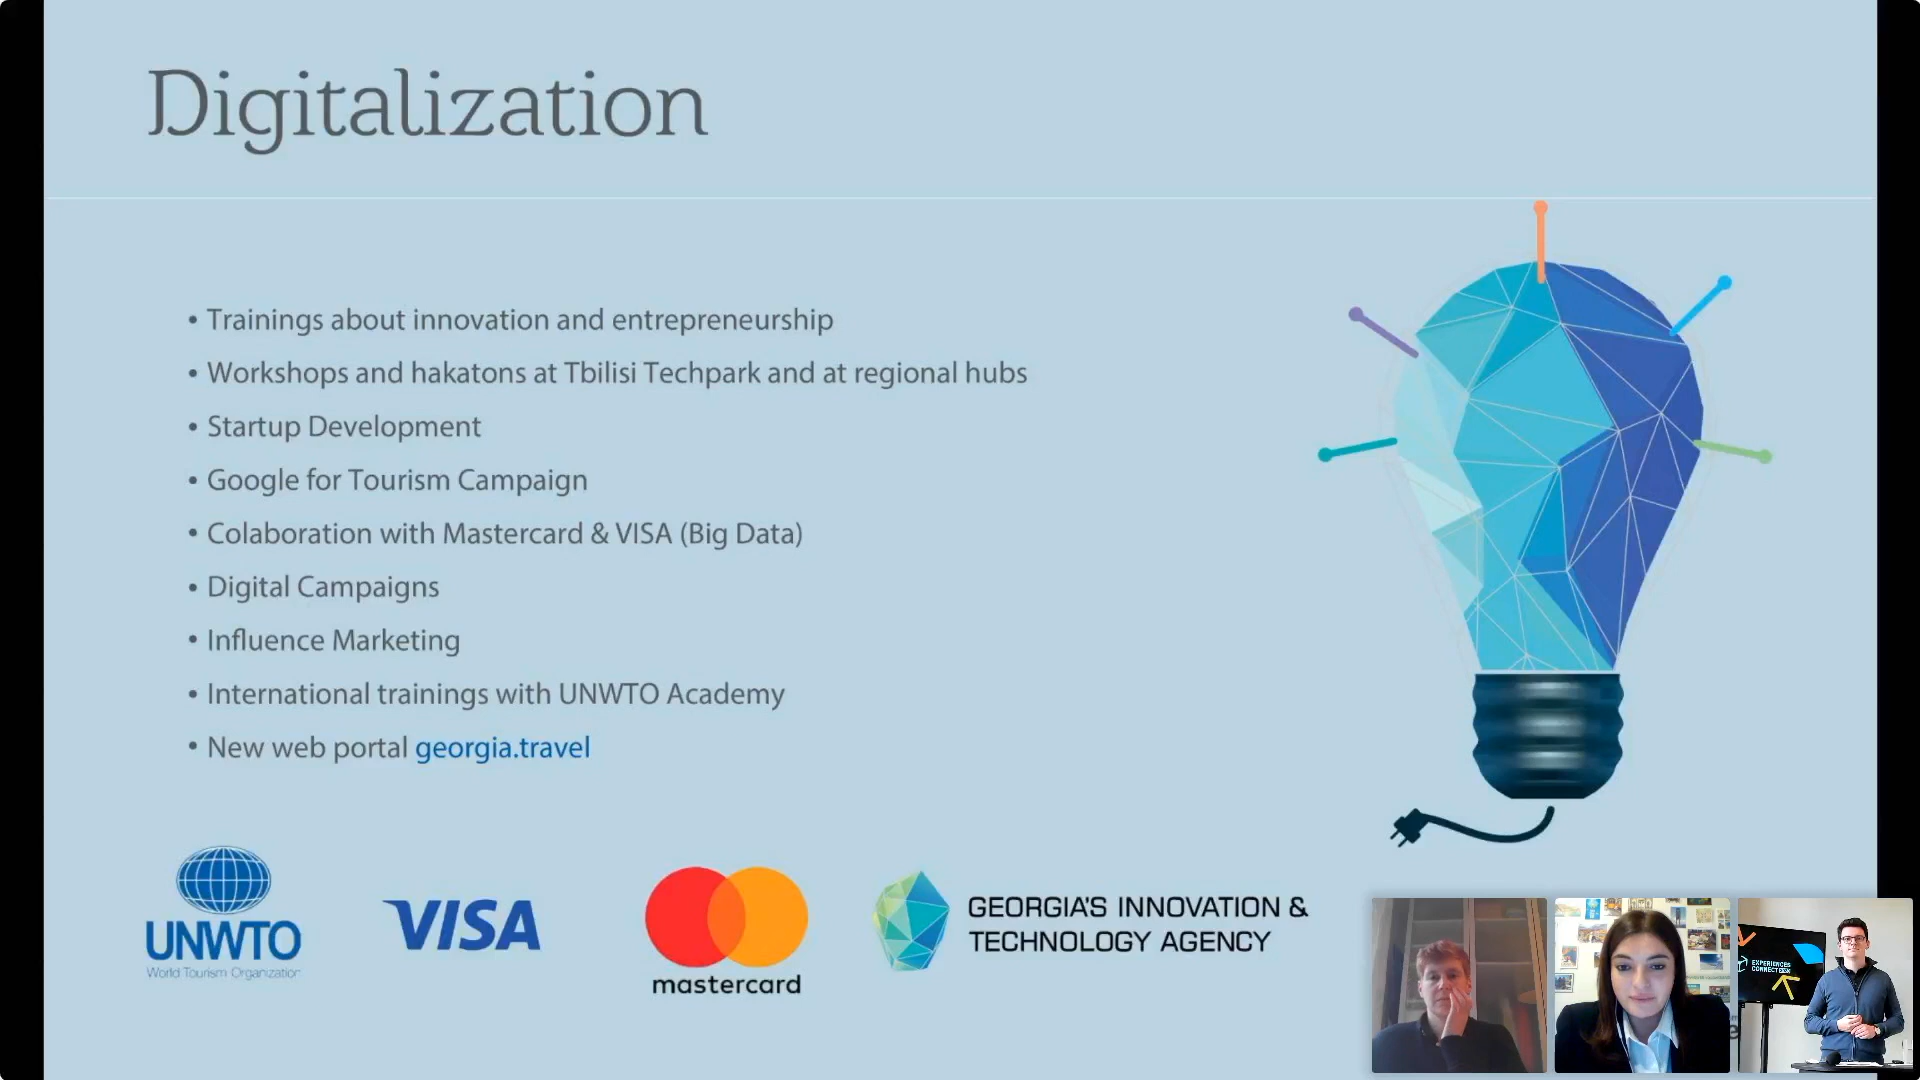 Digitalization
• Trainings about innovation and entrepreneurship
• Workshops and hakatons at Tbilisi Techpark and at regional hubs
• Startup Development
• Google for Tourism Campaign
• Colaboration with Mastercard & VISA (Big Data)
• Digital Campaigns
• Influence Marketing
• International trainings with UNWTO Academy
• New web portal georgia.travel
UNWTO
World Tourism Organization
VISA
mastercard
GEORGIA'S INNOVATION &
TECHNOLOGY AGENCY
EXPERIENCES